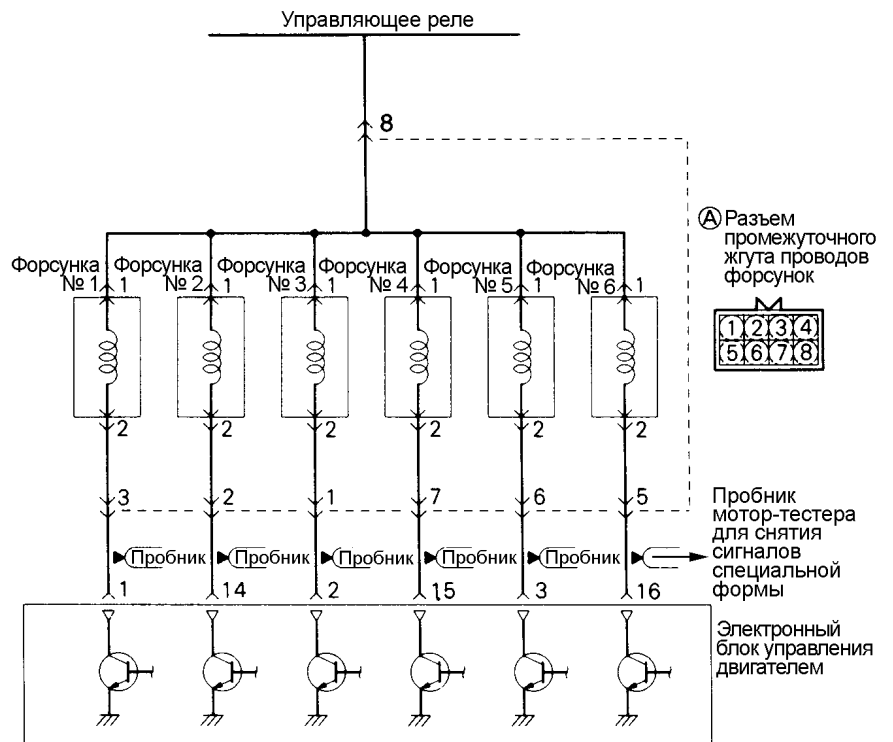 Управляющее реле
8
Ⓐ Разъем
промежуточного
жгута проводов
форсунок
Форсунка Форсунка Форсунка Форсунка Форсунка Форсунка
№ 1 1 № 2 1 № 3 1 № 4 1 № 5 1 № 6 1
1 2 3 4
5 6 7 8
2 2 2 2 2 2
3 2 1 7 6 5
Пробник
мотор-тестера
для снятия
сигналов
специальной
формы
Пробник Пробник Пробник Пробник Пробник
1 14 2 15 3 16
Электронный
блок управления
двигателем